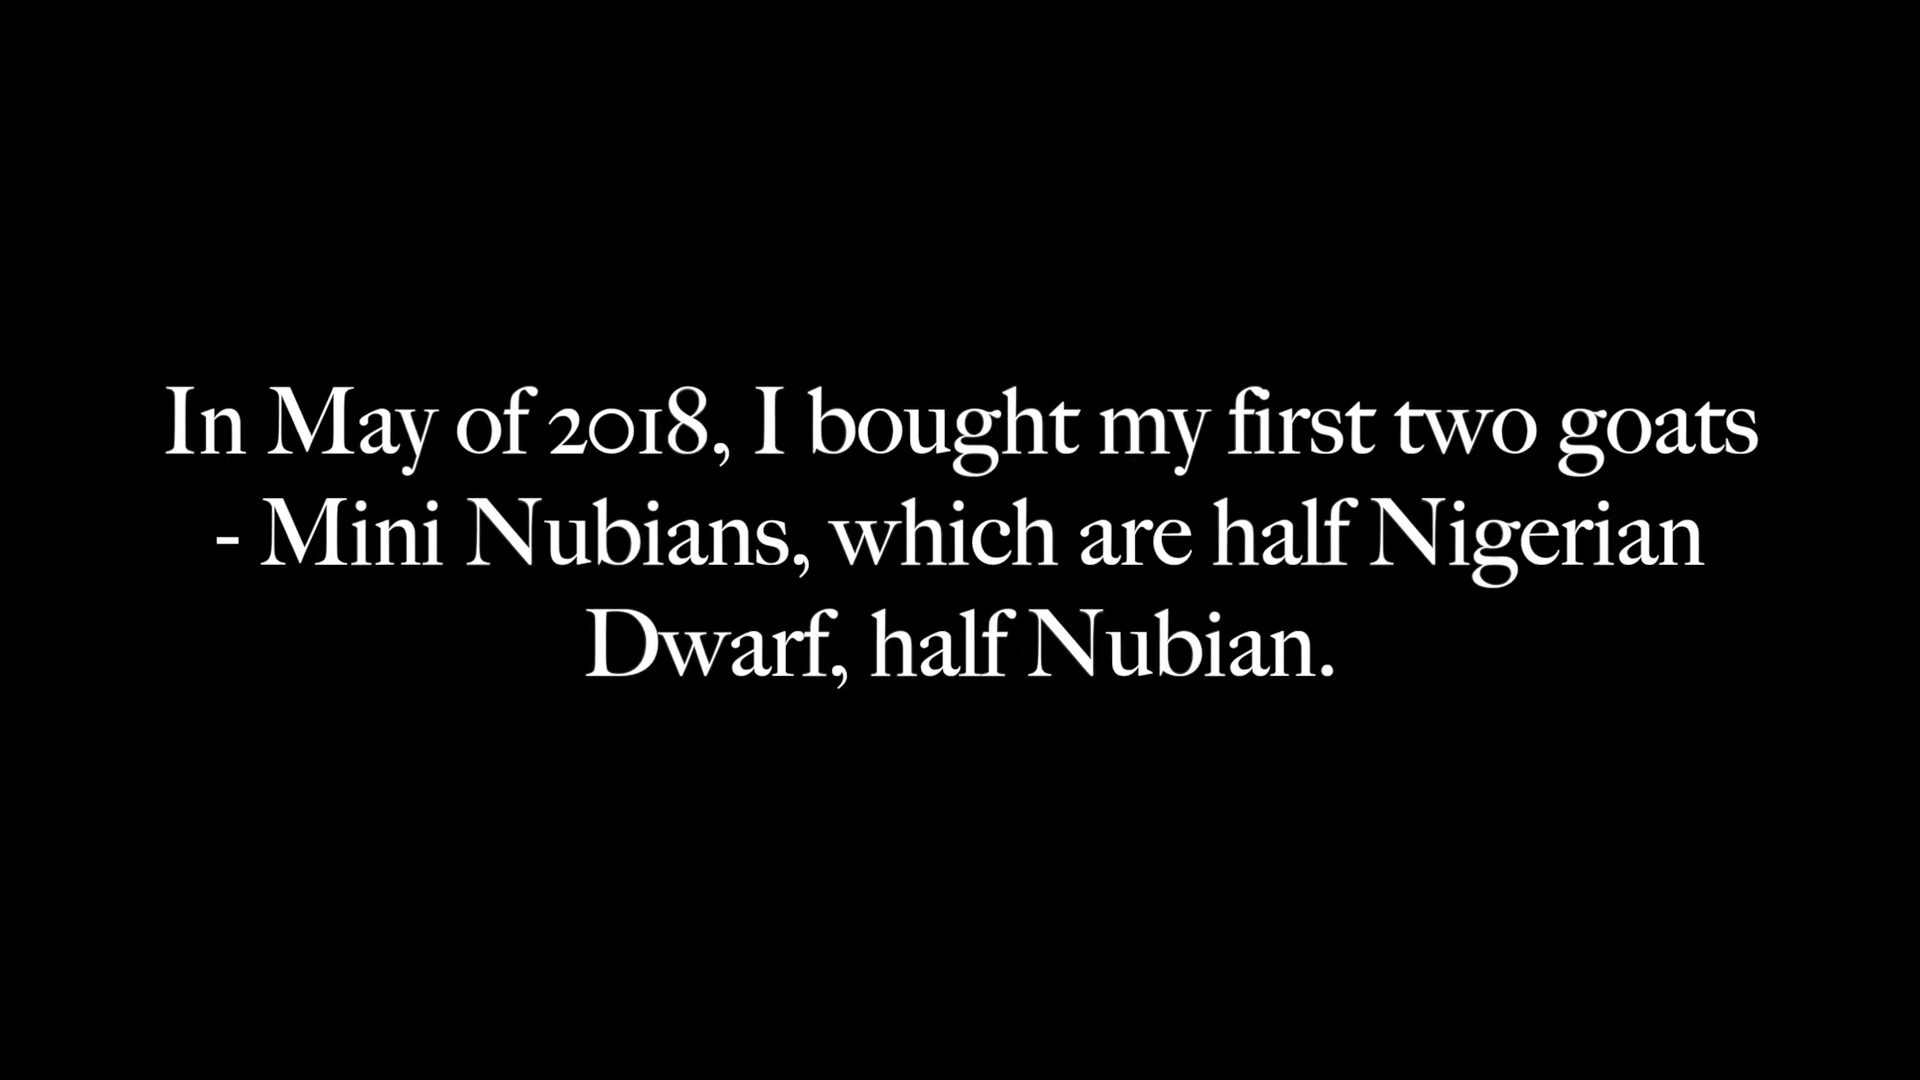 In May of 2018, I bought my first two goats
- Mini Nubians, which are half Nigerian
Dwarf, half Nubian.